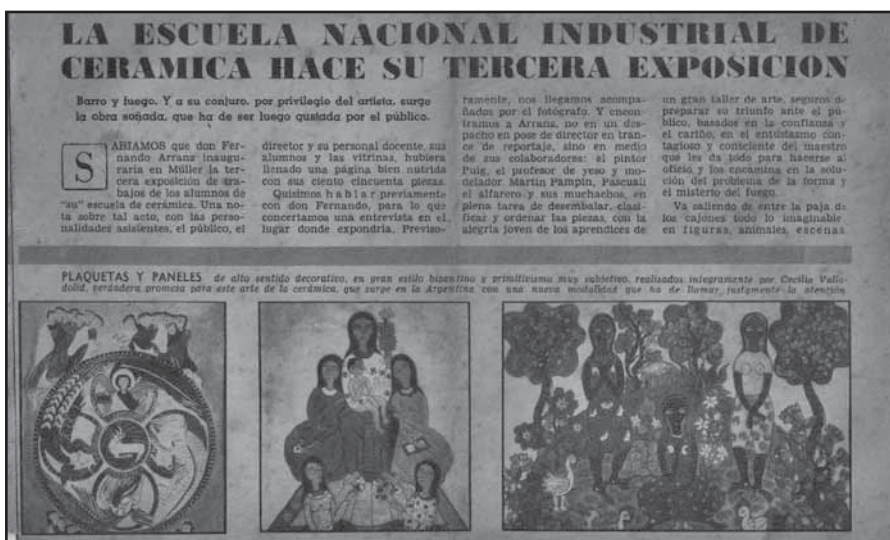 LA ESCUELA NACIONAL INDUSTRIAL DE
CERAMICA HACE SU TERCERA EXPOSICION
Barro y fuego. Y a su conjuro, por privilegio del artista, surge
la obra soñada, que ha de ser luego gustada por el público.
SABIAMOS que don Fer-
nando Arranz inaugu-
raría en Müller la ter-
cera exposición de tra-
bajos de los alumnos de
"su" escuela de cerámica. Una no-
ta sobre tal acto, con las perso-
nalidades asistentes, el público, el
director y su personal docente, sus
alumnos y las vitrinas, hubiera
llenado una página bien nutrida
con sus ciento cincuenta piezas.
Quisimos hablar previamente
con don Fernando, para lo que
concertamos una entrevista en el
lugar donde expondría. Previso-
ramente, nos llegamos acompa-
ñados por el fotógrafo. Y encon-
tramos a Arranz, no en un des-
pacho en pose de director en tran-
ce de reportaje, sino en medio
de sus colaboradores: el pintor
Puig, el profesor de yeso y mo-
delador Martín Pampín, Pascuali
el alfarero y sus muchachos, en
plena tarea de desembalar, clasi-
ficar y ordenar las piezas, con la
alegría joven de los aprendices de
un gran taller de arte, seguros de
preparar su triunfo ante el pú-
blico, basados en la confianza y
el cariño, en el entusiasmo con-
tagioso y consciente del maestro
que les da todo para hacerse al
oficio y los encamina en la solu-
ción del problema de la forma y
el misterio del fuego.
Va saliendo de entre la paja de
los cajones todo lo imaginable
en figuras, animales, escenas
PLAQUETAS Y PANELES de alto sentido decorativo, en gran estilo bizantino y primitivismo muy subjetivo, realizados íntegramente por Cecilia Valla-
dolid, verdadera promesa para este arte de la cerámica, que surge en la Argentina con una nueva modalidad que ha de llamar justamente la atención.